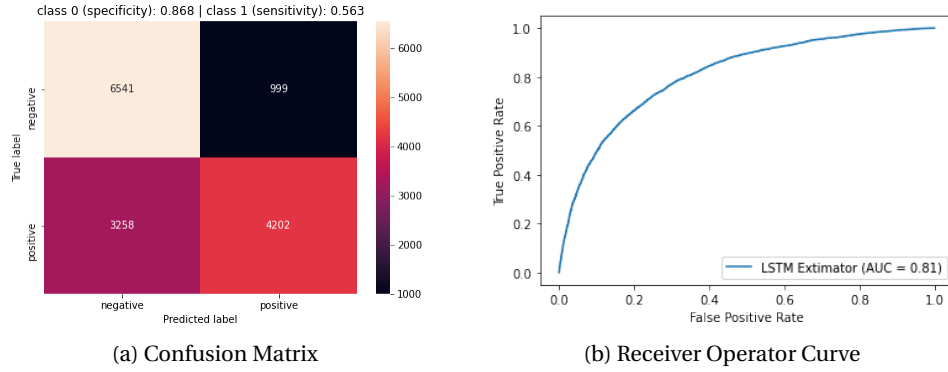 class 0 (specificity): 0.868 | class 1 (sensitivity): 0.563
6541 999
3258 4202
negative
positive
True label
negative positive
Predicted label
6000
5000
4000
3000
2000
1000
(a) Confusion Matrix
1.0
0.8
0.6
0.4
0.2
0.0
True Positive Rate
LSTM Extimator (AUC = 0.81)
0.0 0.2 0.4 0.6 0.8 1.0
False Positive Rate
(b) Receiver Operator Curve